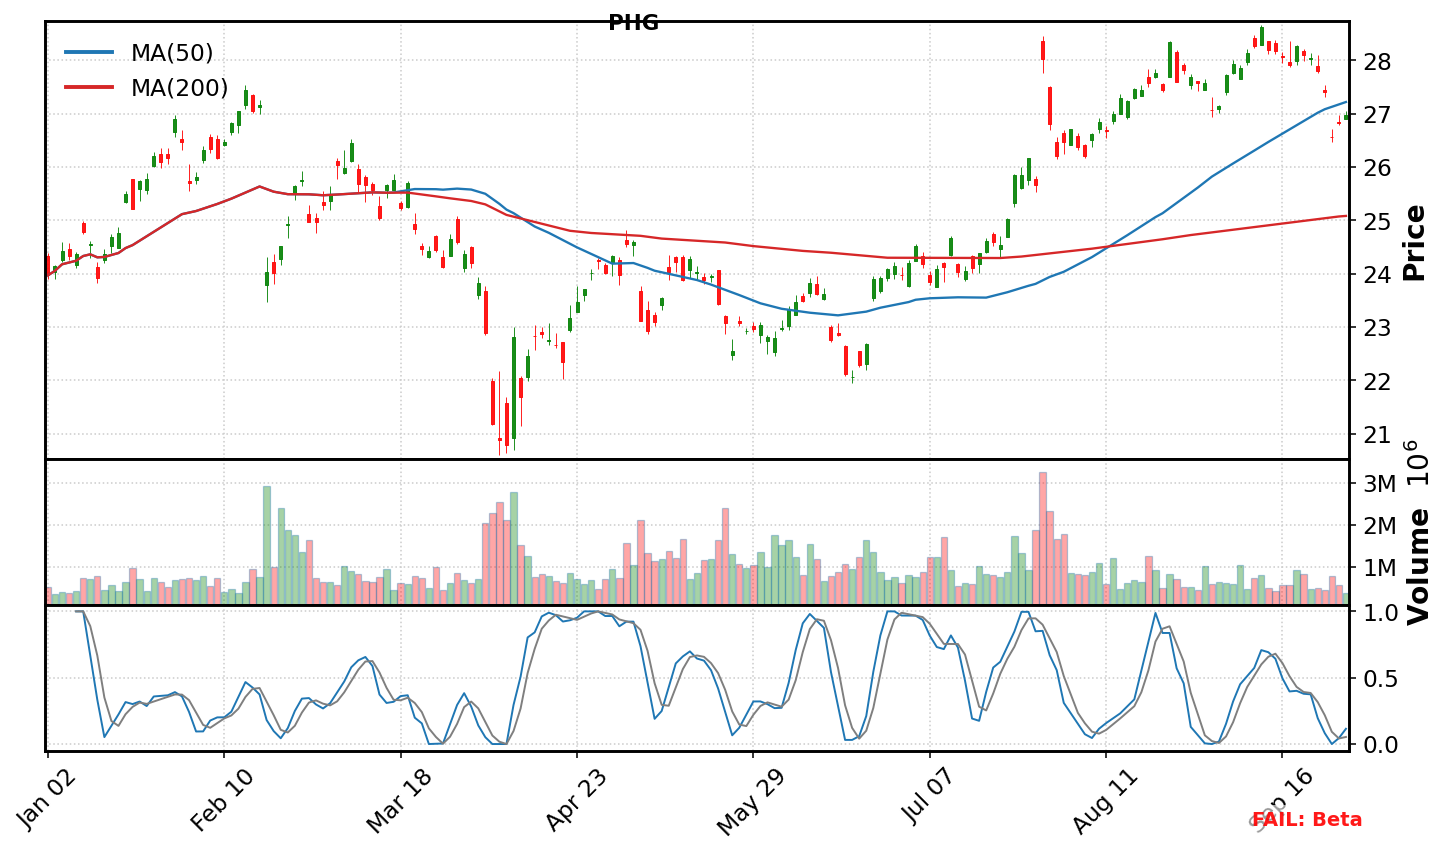 PHG
MA(50)
MA(200)
28
27
26
25
24
23
22
21
Price
10⁶
3M
2M
1M
Volume
1.0
0.5
0.0
Jan 02
Feb 10
Mar 18
Apr 23
May 29
Jul 07
Aug 11
Sep 16
FAIL: Beta